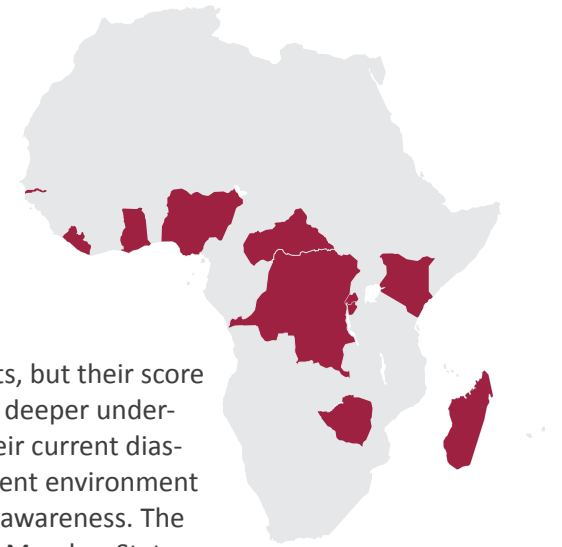 ts, but their score
deeper under-
eir current dias-
ent environment
awareness. The